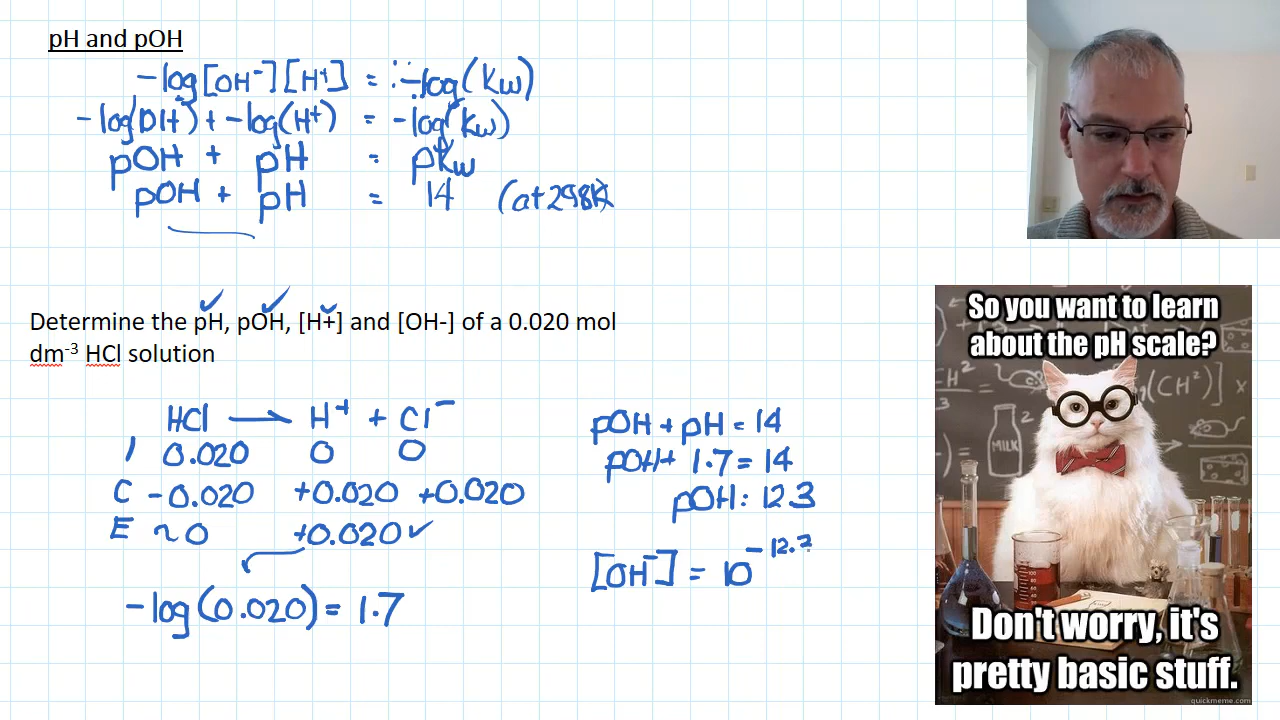 pH and pOH
-log[OH⁻][H⁺] = -log(Kw)
-log(OH⁻) + -log(H⁺) = -log(Kw)
pOH + pH = pKw
pOH + pH = 14 (at 298K)
Determine the pH, pOH, [H+] and [OH-] of a 0.020 mol
dm⁻³ HCl solution
HCl → H⁺ + Cl⁻
I 0.020 0 0
C -0.020 +0.020 +0.020
E ~0 +0.020 ✓
-log(0.020) = 1.7
pOH + pH = 14
pOH + 1.7 = 14
pOH = 12.3
[OH⁻] = 10⁻¹²·
So you want to learn
about the pH scale?
CH²
(CH²)
x
MILK
Don't worry, it's
pretty basic stuff.
quickmeme.com